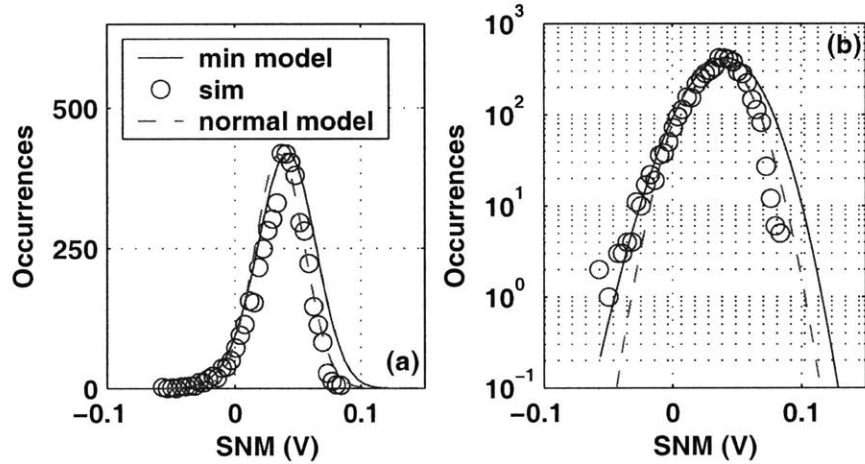 500
250
0
Occurrences
min model
sim
normal model
(a)
−0.1
0
0.1
SNM (V)
10³
10²
10¹
10⁰
10⁻¹
Occurrences
(b)
−0.1
0
0.1
SNM (V)